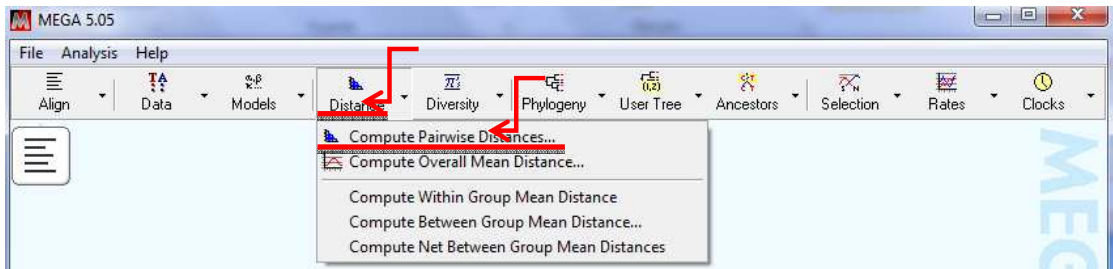 MEGA 5.05
File Analysis Help
Align Data Models Distance Diversity Phylogeny User Tree Ancestors Selection Rates Clocks
Compute Pairwise Distances...
Compute Overall Mean Distance...
Compute Within Group Mean Distance
Compute Between Group Mean Distance...
Compute Net Between Group Mean Distances
MEG